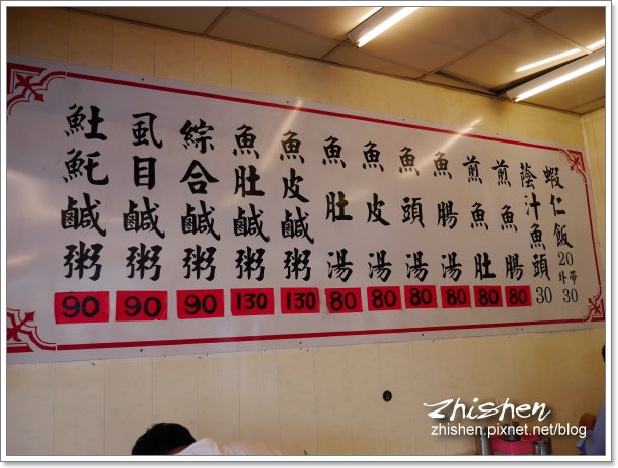 魠魠鹹粥 90
虱目鹹粥 90
綜合鹹粥 90
魚肚鹹粥 130
魚皮鹹粥 130
魚肚湯 80
魚皮湯 80
魚頭湯 80
魚腸湯 80
煎魚肚 80
煎魚腸 80
蔭汁魚頭 30
蝦仁飯 20
外帶 30
Zhishen
zhishen.pixnet.net/blog